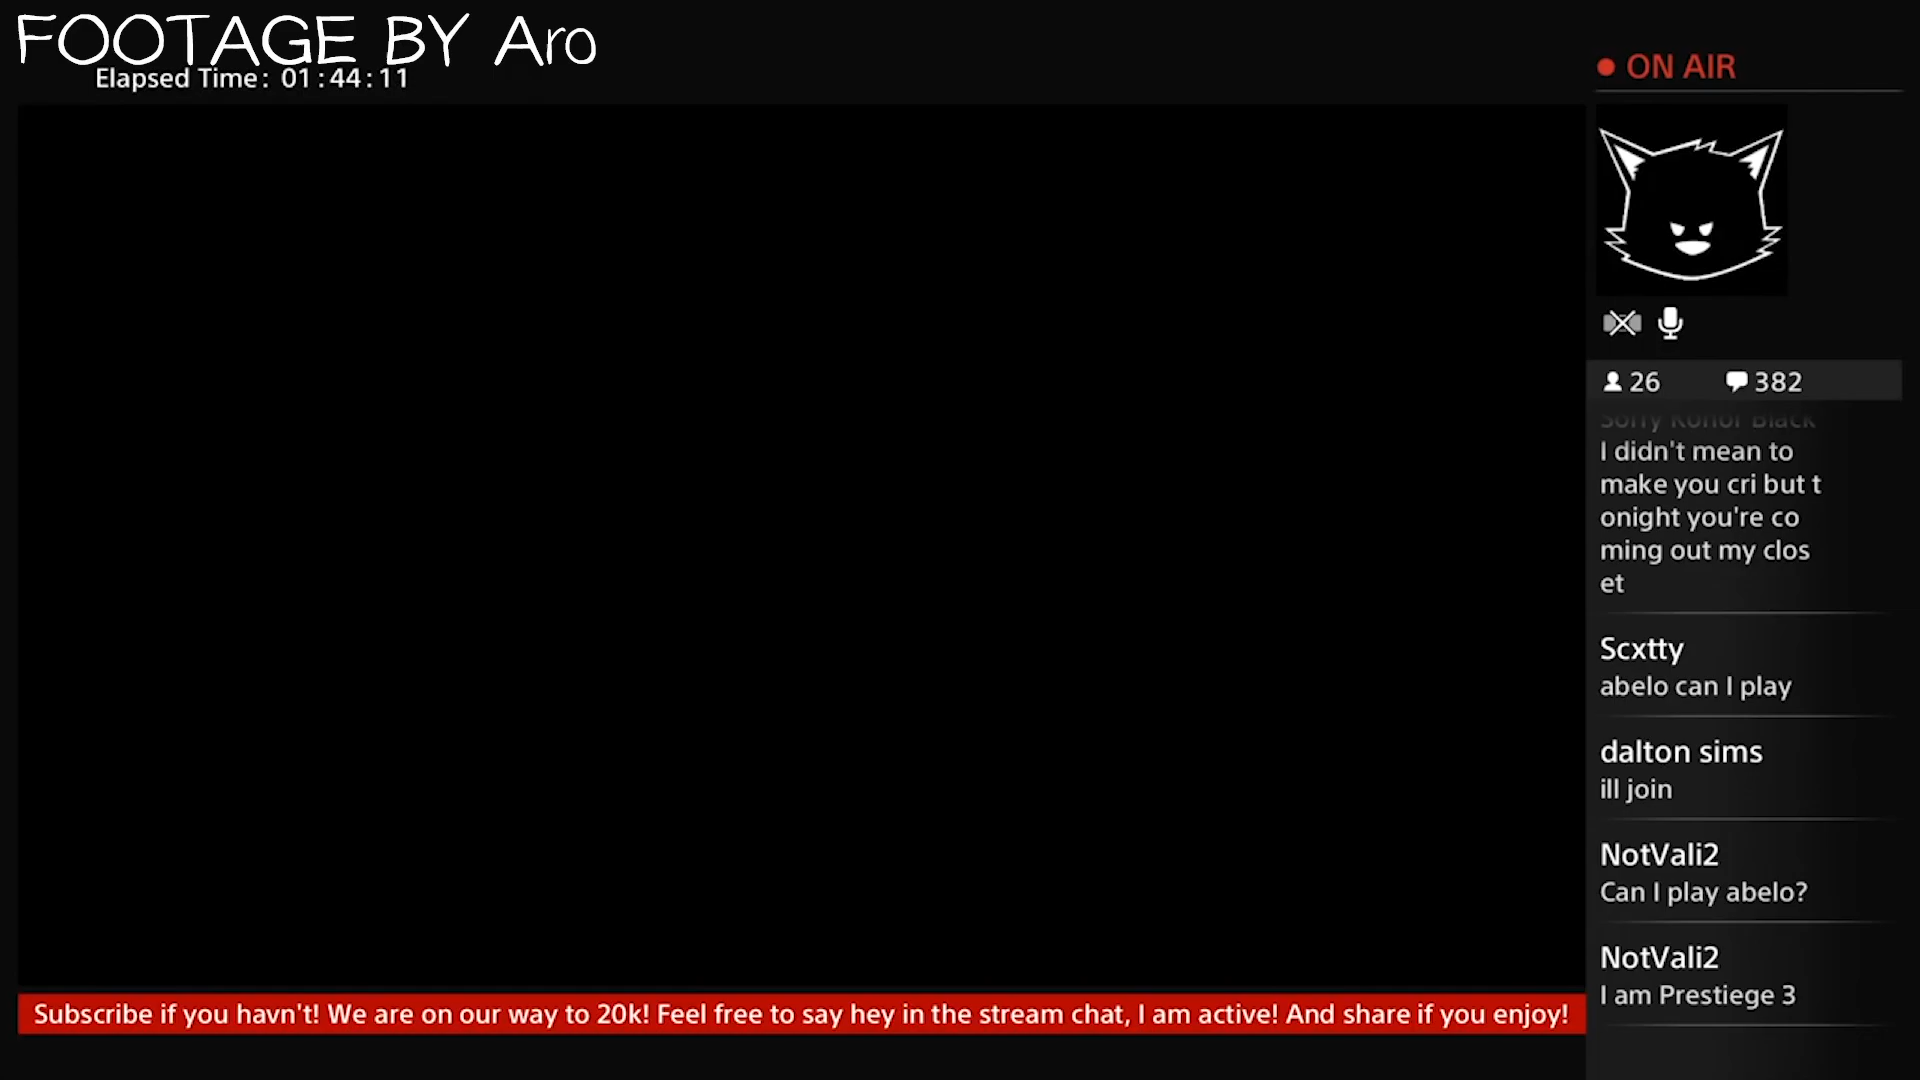 FOOTAGE BY Aro
Elapsed Time: 01:44:11
ON AIR
26 382
Sorry Konor Black
I didn't mean to
make you cri but t
onight you're co
ming out my clos
et
Scxtty
abelo can I play
dalton sims
ill join
NotVali2
Can I play abelo?
NotVali2
I am Prestiege 3
Subscribe if you havn't! We are on our way to 20k! Feel free to say hey in the stream chat, I am active! And share if you enjoy!